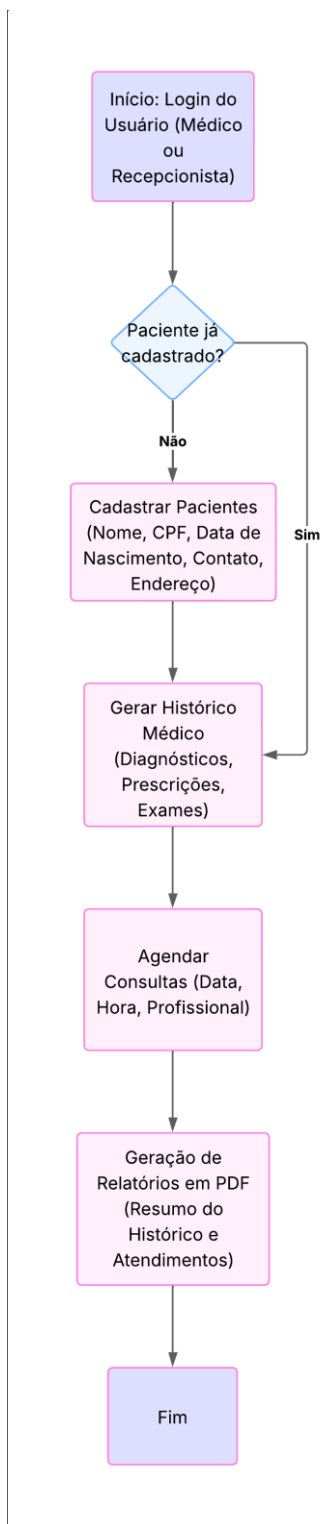 Início: Login do
Usuário (Médico
ou
Recepcionista)
Paciente já
cadastrado?
Não
Sim
Cadastrar Pacientes
(Nome, CPF, Data de
Nascimento, Contato,
Endereço)
Gerar Histórico
Médico
(Diagnósticos,
Prescrições,
Exames)
Agendar
Consultas (Data,
Hora, Profissional)
Geração de
Relatórios em PDF
(Resumo do
Histórico e
Atendimentos)
Fim